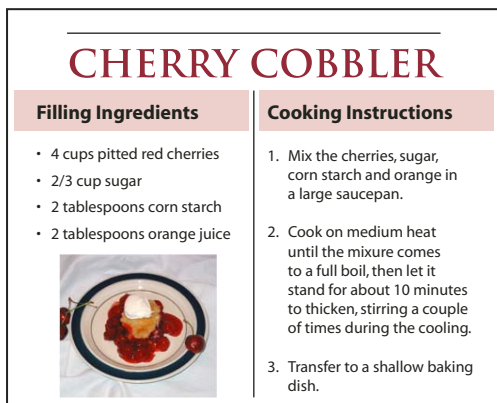 CHERRY COBBLER
Filling Ingredients
• 4 cups pitted red cherries
• 2/3 cup sugar
• 2 tablespoons corn starch
• 2 tablespoons orange juice
Cooking Instructions
1. Mix the cherries, sugar,
corn starch and orange in
a large saucepan.
2. Cook on medium heat
until the mixure comes
to a full boil, then let it
stand for about 10 minutes
to thicken, stirring a couple
of times during the cooling.
3. Transfer to a shallow baking
dish.